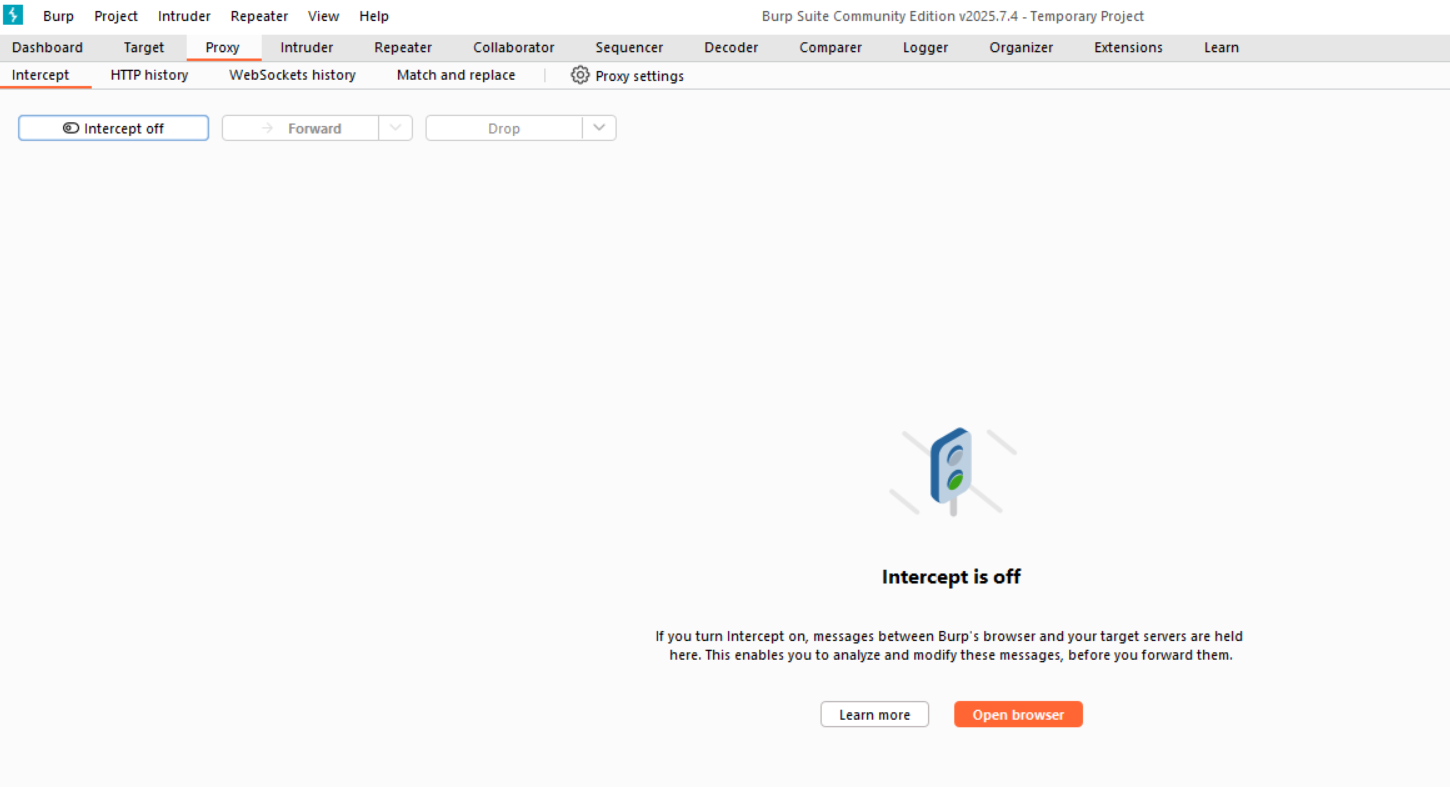 Burp Project Intruder Repeater View Help Burp Suite Community Edition v2025.7.4 - Temporary Project
Dashboard Target Proxy Intruder Repeater Collaborator Sequencer Decoder Comparer Logger Organizer Extensions Learn
Intercept HTTP history WebSockets history Match and replace Proxy settings
Intercept off Forward Drop
Intercept is off
If you turn Intercept on, messages between Burp's browser and your target servers are held
here. This enables you to analyze and modify these messages, before you forward them.
Learn more Open browser